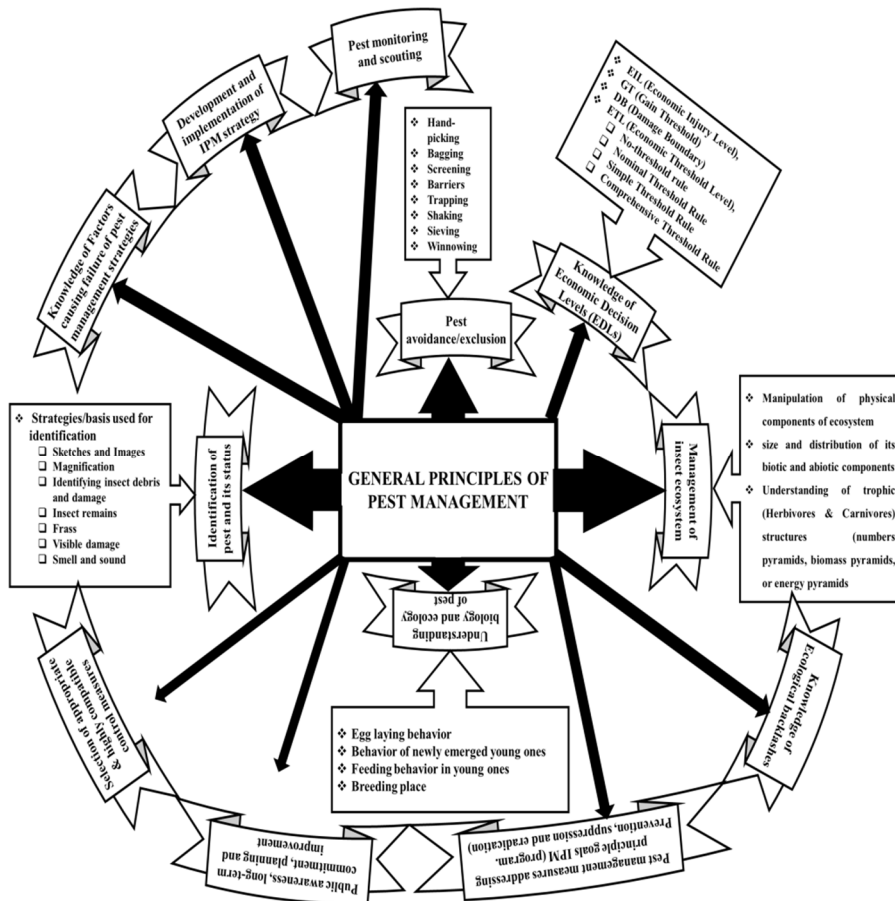 Pest monitoring
and scouting
Development and
implementation of
IPM strategy
Knowledge of Factors
causing failure of pest
management strategies
❖ Hand-
picking
❖ Bagging
❖ Screening
❖ Barriers
❖ Trapping
❖ Shaking
❖ Sieving
❖ Winnowing
Pest
avoidance/exclusion
❖ EIL (Economic Injury Level),
❖ GT (Gain Threshold)
❖ DB (Damage Boundary)
❖ ETL (Economic Threshold Level),
❑ No-threshold rule
❑ Nominal Threshold Rule
❑ Simple Threshold Rule
❑ Comprehensive Threshold Rule
Knowledge of
Economic Decision
Levels (EDLs)
❖ Strategies/basis used for
identification
❑ Sketches and Images
❑ Magnification
❑ Identifying insect debris
and damage
❑ Insect remains
❑ Frass
❑ Visible damage
❑ Smell and sound
Identification of
pest and its status
GENERAL PRINCIPLES OF
PEST MANAGEMENT
Management of
insect ecosystem
❖ Manipulation of physical
components of ecosystem
❖ size and distribution of its
biotic and abiotic components
❖ Understanding of trophic
(Herbivores & Carnivores)
structures (numbers
pyramids, biomass pyramids,
or energy pyramids
Understanding
biology and ecology
of pest
❖ Egg laying behavior
❖ Behavior of newly emerged young ones
❖ Feeding behavior in young ones
❖ Breeding place
Selection of appropriate
& highly compatible
control measures
Knowledge of
Ecological backlashes
Public awareness, long-term
commitment, planning and
improvement
Pest management measures addressing
principle goals IPM (program.
Prevention, suppression, and eradication)